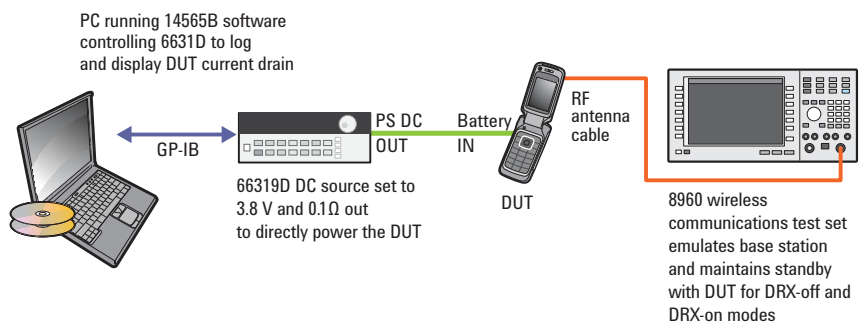 PC running 14565B software
controlling 6631D to log
and display DUT current drain
GP-IB
PS DC
OUT
Battery
IN
RF
antenna
cable
66319D DC source set to
3.8 V and 0.1Ω out
to directly power the DUT
DUT
8960 wireless
communications test set
emulates base station
and maintains standby
with DUT for DRX-off and
DRX-on modes